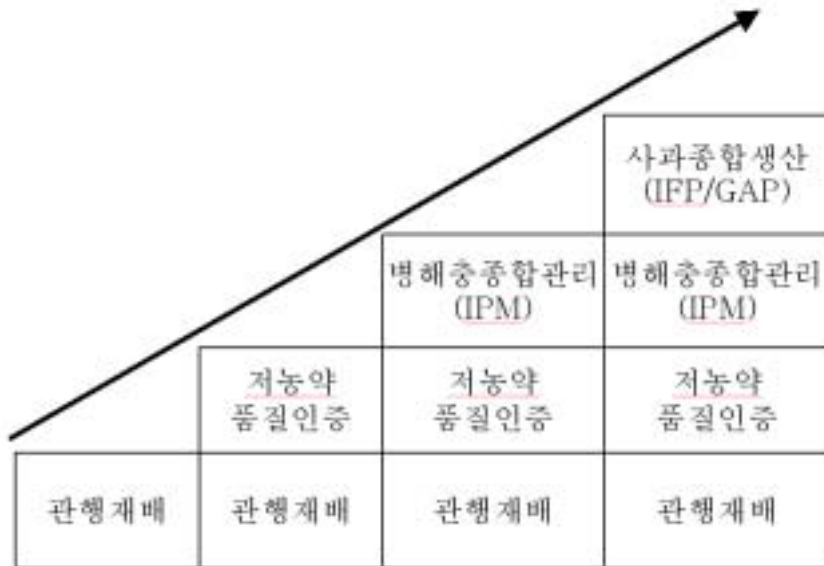 사과종합생산
(IFP/GAP)
병해충종합관리
(IPM)
병해충종합관리
(IPM)
저농약
품질인증
저농약
품질인증
저농약
품질인증
관행재배
관행재배
관행재배
관행재배